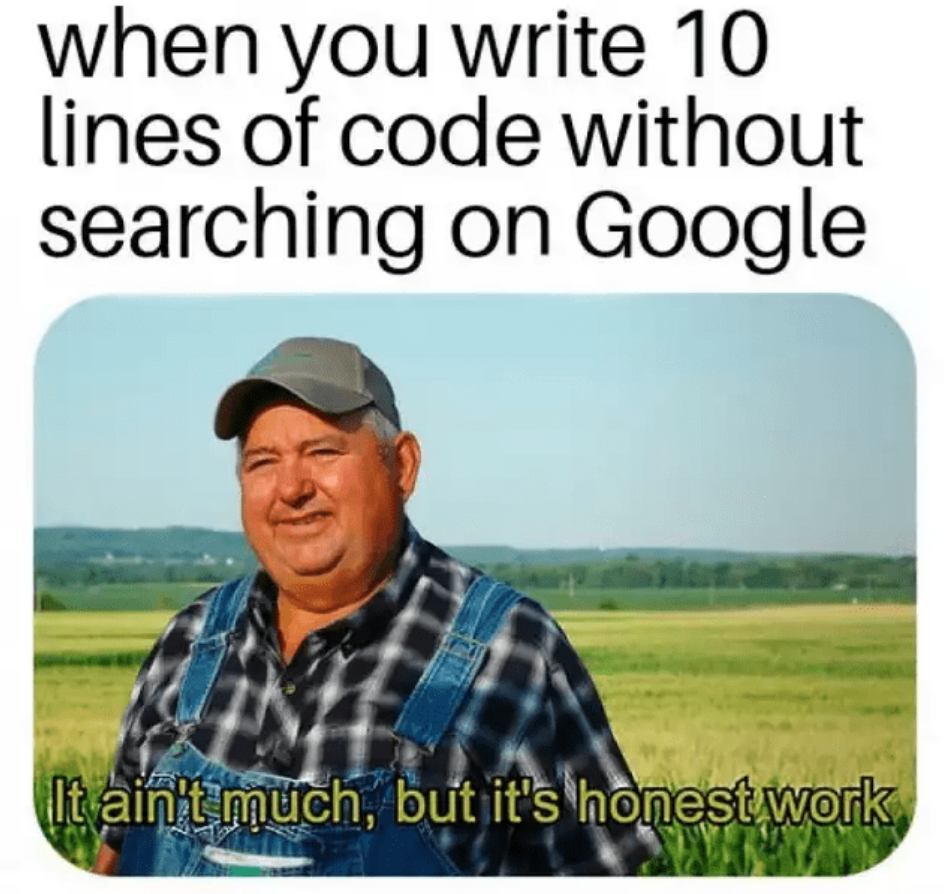 when you write 10
lines of code without
searching on Google
It ain't much, but it's honest work